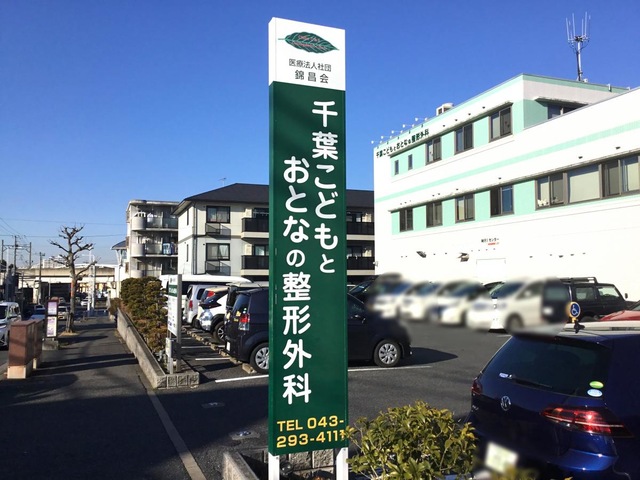 医療法人社団
錦昌会
千葉こどもと
おとなの整形外科
TEL 043-
293-4111
千葉こどもとおとなの整形外科